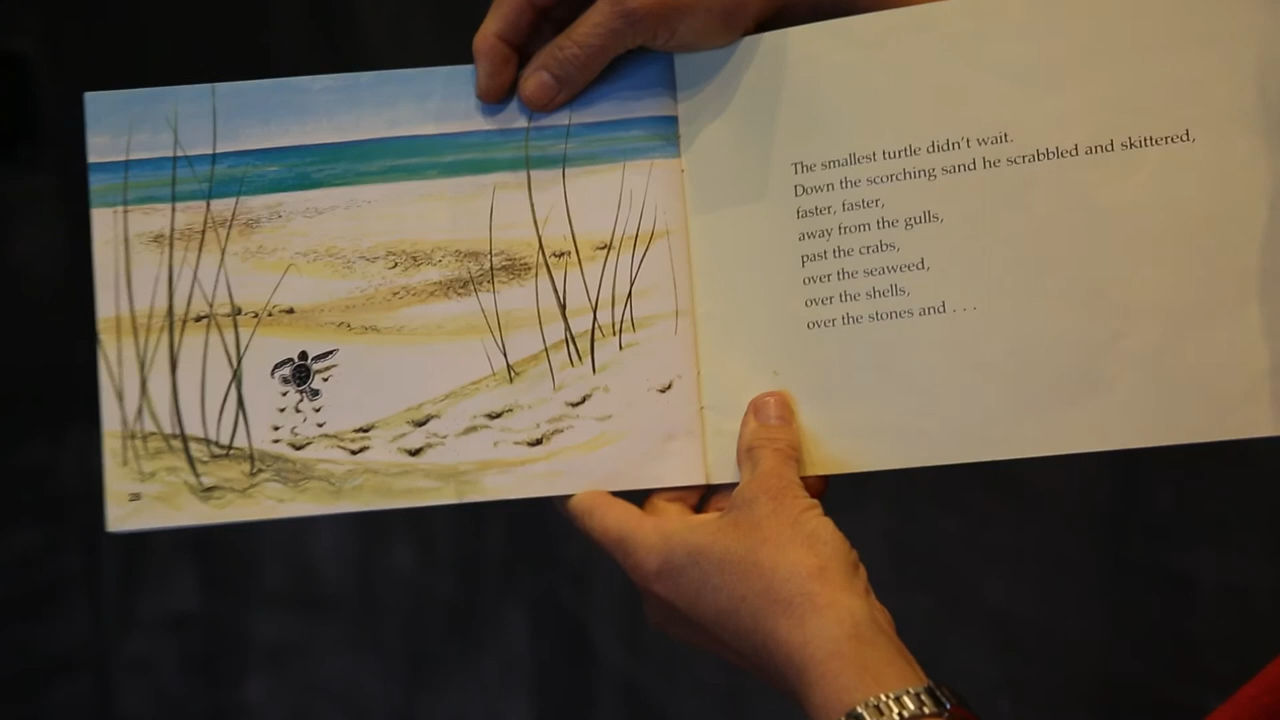 The smallest turtle didn't wait.
Down the scorching sand he scrabbled and skittered,
faster, faster,
away from the gulls,
past the crabs,
over the seaweed,
over the shells,
over the stones and . . .